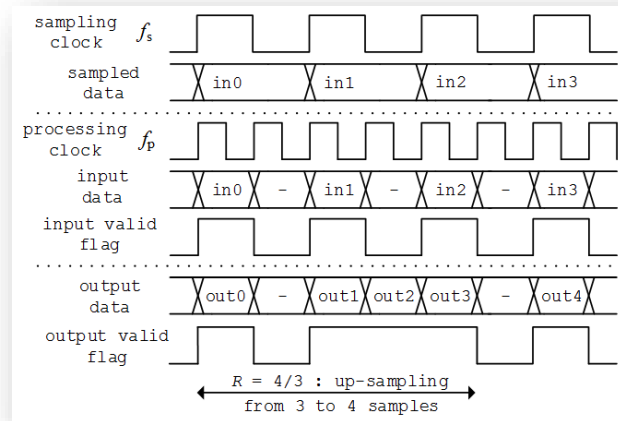 sampling clock fs
sampled data in0 in1 in2 in3
processing clock fp
input data in0 - in1 - in2 - in3
input valid flag
output data out0 - out1 out2 out3 - out4
output valid flag
R = 4/3 : up-sampling
from 3 to 4 samples